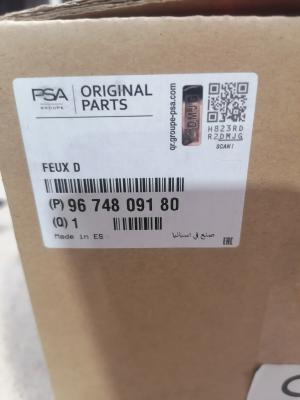 PSA
GROUPE
ORIGINAL
PARTS
qr.groupe-psa.com
R2DMJG
H823RD
R2DMJG
SCAN !
FEUX D
(P) 96 748 091 80
(Q) 1
Made in ES
صنع في اسبانيا
EAC